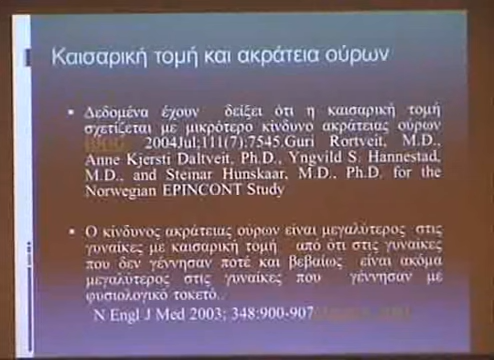 Καισαρική τομή και ακράτεια ούρων
Δεδομένα έχουν δείξει ότι η καισαρική τομή
σχετίζεται με μικρότερο κίνδυνο ακράτειας ούρων
2004Jul;111(7):7545.Guri Rortveit, M.D.,
Anne Kjersti Daltveit, Ph.D., Yngvild S. Hannestad,
M.D., and Steinar Hunskaar, M.D., Ph.D. for the
Norwegian EPINCONT Study
Ο κίνδυνος ακράτειας ούρων είναι μεγαλύτερος στις
γυναίκες με καισαρική τομή από ότι στις γυναίκες
που δεν γέννησαν ποτέ και βεβαίως είναι ακόμα
μεγαλύτερος στις γυναίκες που γέννησαν με
φυσιολογικό τοκετό..
N Engl J Med 2003; 348:900-907